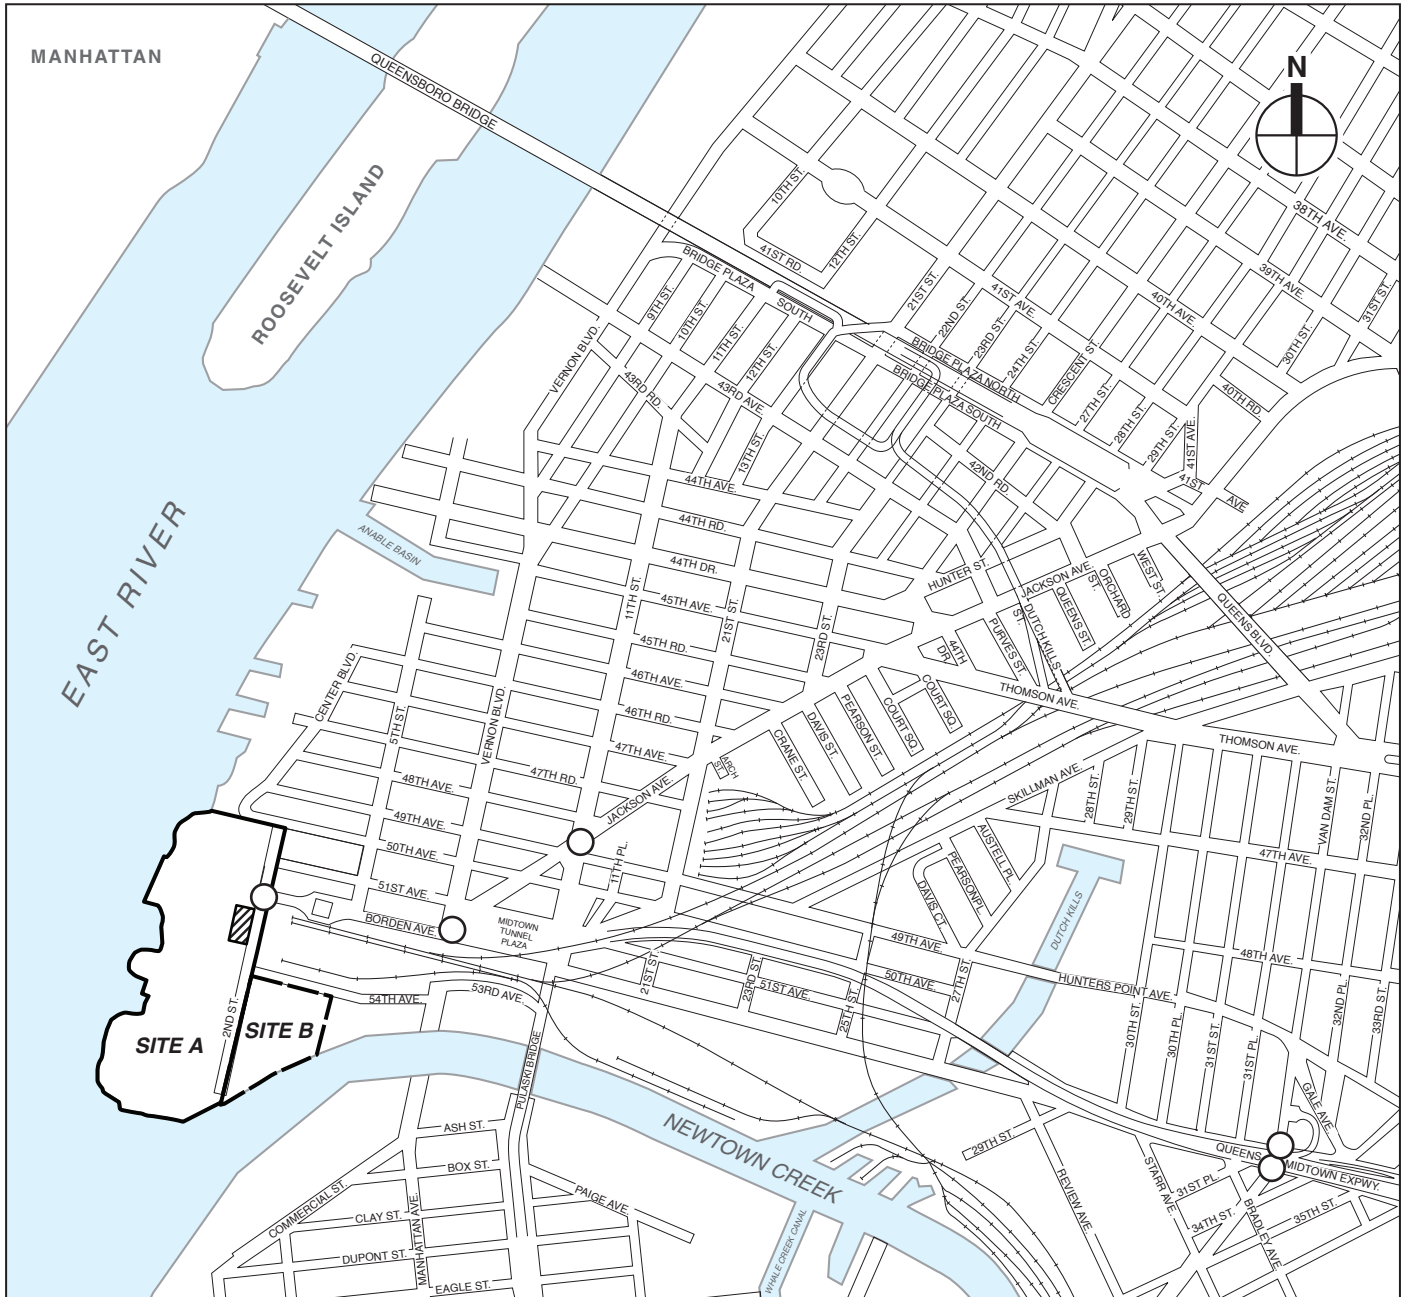 MANHATTAN
N
QUEENSBORO BRIDGE
ROOSEVELT ISLAND
EAST RIVER
10TH ST.
41ST RD.
12TH ST.
38TH AVE.
39TH AVE.
40TH AVE.
31ST ST.
30TH ST.
40TH RD.
BRIDGE PLAZA
SOUTH
21ST ST.
22ND ST.
23RD ST.
24TH ST.
41ST AVE.
CRESCENT ST.
27TH ST.
28TH ST.
29TH ST.
41ST AVE.
41ST
AVE
BRIDGE PLAZA NORTH
BRIDGE PLAZA SOUTH
9TH ST.
10TH ST.
11TH ST.
12TH ST.
VERNON BLVD.
43RD RD.
43RD AVE.
13TH ST.
42ND RD.
44TH AVE.
44TH RD.
44TH DR.
ANABLE BASIN
11TH ST.
45TH AVE.
21ST ST.
45TH RD.
23RD ST.
46TH AVE.
46TH RD.
47TH AVE.
HUNTER ST.
JACKSON AVE.
ORCHARD
ST.
WEST ST.
QUEENS ST.
DUTCH KILLS
ST.
PURVES ST.
44TH
DR
QUEENS BLVD.
THOMSON AVE.
THOMSON AVE.
COURT SQ.
COURT SQ.
PEARSON ST.
DAVIS ST.
CRANE ST.
ARCH
ST.
CENTER BLVD.
5TH ST.
VERNON BLVD.
47TH RD.
48TH AVE.
49TH AVE.
50TH AVE.
51ST AVE.
BORDEN AVE.
JACKSON AVE.
11TH PL.
MIDTOWN
TUNNEL
PLAZA
SKILLMAN AVE.
28TH ST.
29TH ST.
VAN DAM ST.
32ND PL.
47TH AVE.
AUSTELL PL.
PEARSONPL.
DAVIS CT.
DUTCH KILLS
49TH AVE.
50TH AVE.
27TH ST.
HUNTERS POINT AVE.
48TH AVE.
21ST ST.
23RD ST.
51ST AVE.
25TH ST.
30TH ST.
30TH PL.
31ST ST.
31ST PL.
32ND PL.
33RD ST.
54TH AVE.
53RD AVE.
2ND ST.
SITE A
SITE B
PULASKI BRIDGE
NEWTOWN CREEK
WHALE CREEK CANAL
GALE AVE.
QUEENS
MIDTOWN EXPWY.
29TH ST.
REVIEW AVE.
STARR AVE.
31ST PL.
34TH ST.
BRADLEY AVE.
35TH ST.
ASH ST.
BOX ST.
COMMERCIAL ST.
CLAY ST.
DUPONT ST.
EAGLE ST.
MANHATTAN AVE.
PAIGE AVE.